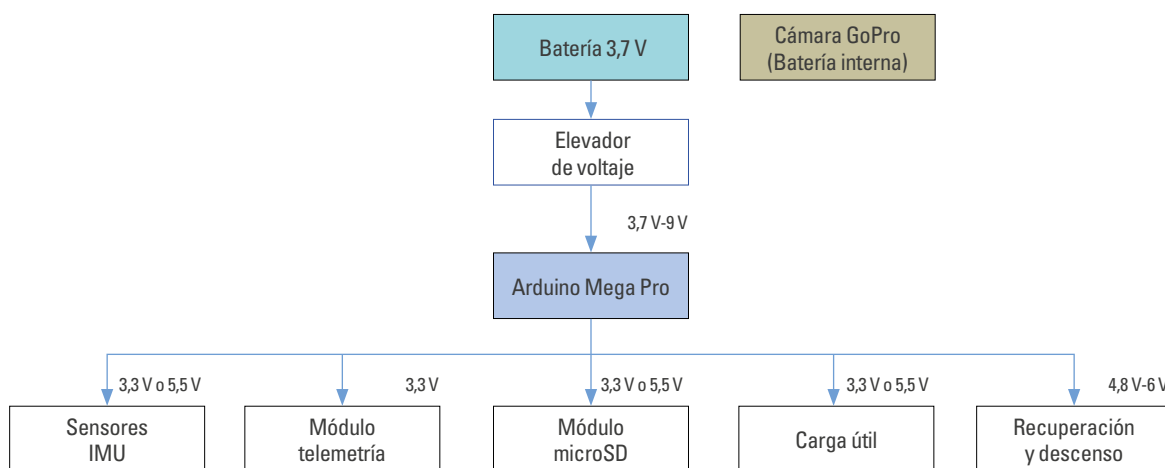 Batería 3,7 V
Cámara GoPro
(Batería interna)
Elevador
de voltaje
3,7 V-9 V
Arduino Mega Pro
3,3 V o 5,5 V
3,3 V
3,3 V o 5,5 V
3,3 V o 5,5 V
4,8 V-6 V
Sensores
IMU
Módulo
telemetría
Módulo
microSD
Carga útil
Recuperación
y descenso